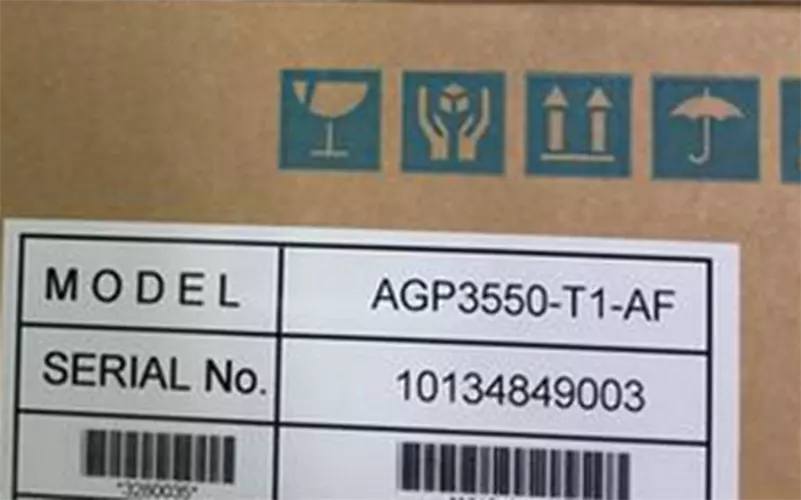 MODEL AGP3550-T1-AF
SERIAL No. 10134849003
*3280035*